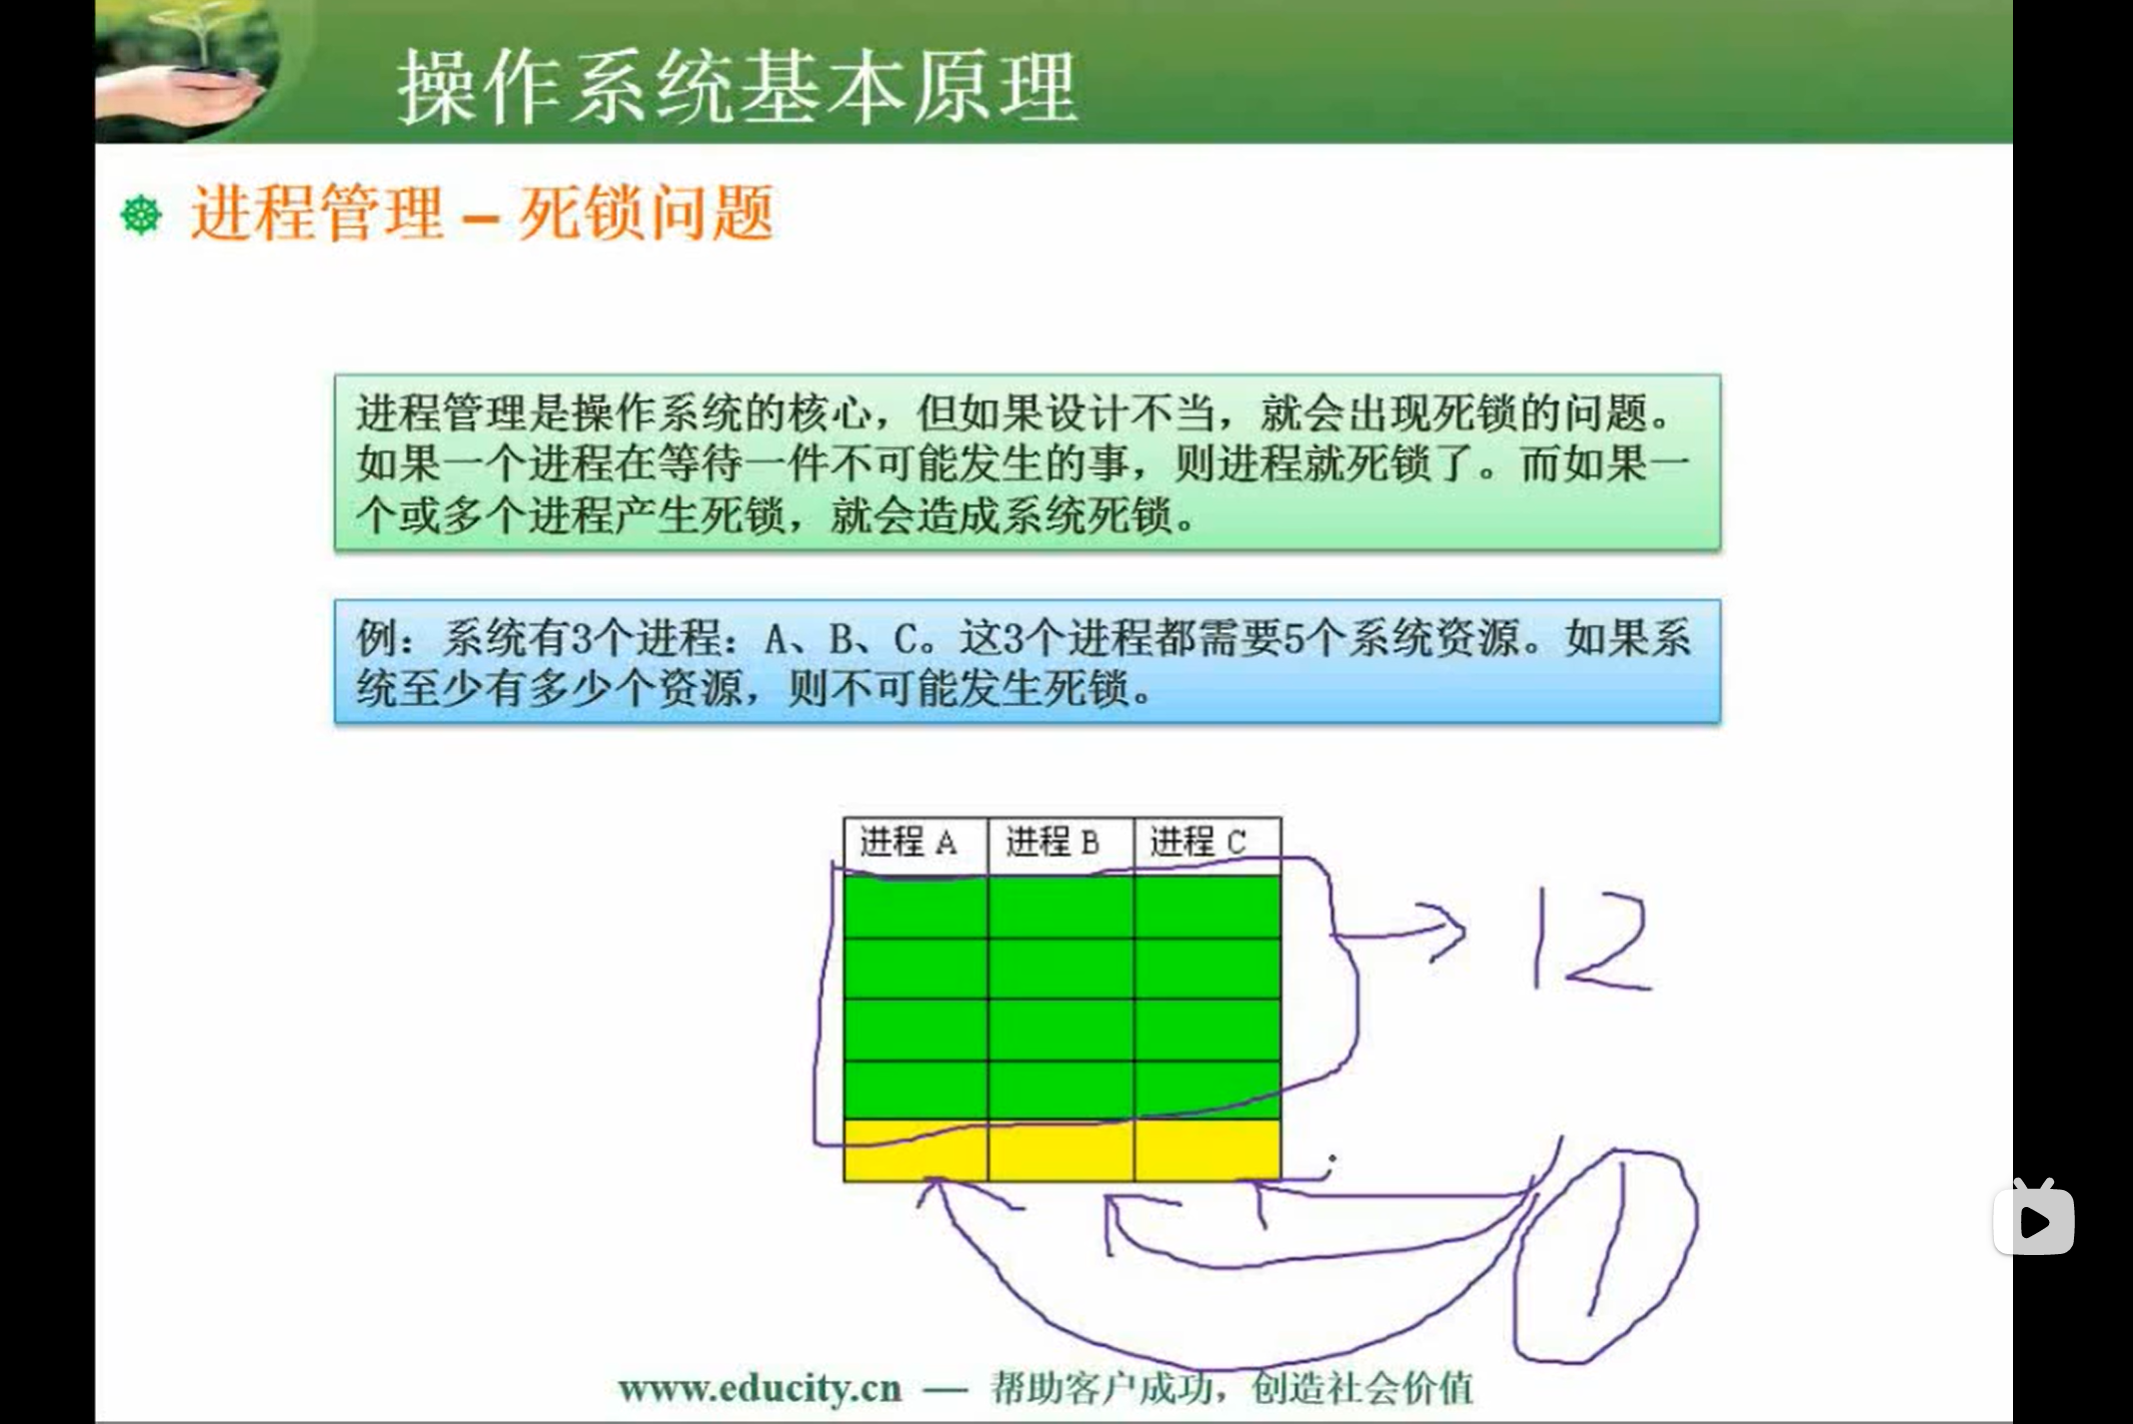 操作系统基本原理
进程管理 – 死锁问题
进程管理是操作系统的核心，但如果设计不当，就会出现死锁的问题。
如果一个进程在等待一件不可能发生的事，则进程就死锁了。而如果一
个或多个进程产生死锁，就会造成系统死锁。
例：系统有3个进程：A、B、C。这3个进程都需要5个系统资源。如果系
统至少有多少个资源，则不可能发生死锁。
进程 A 进程 B 进程 C
12
1
www.educity.cn — 帮助客户成功，创造社会价值